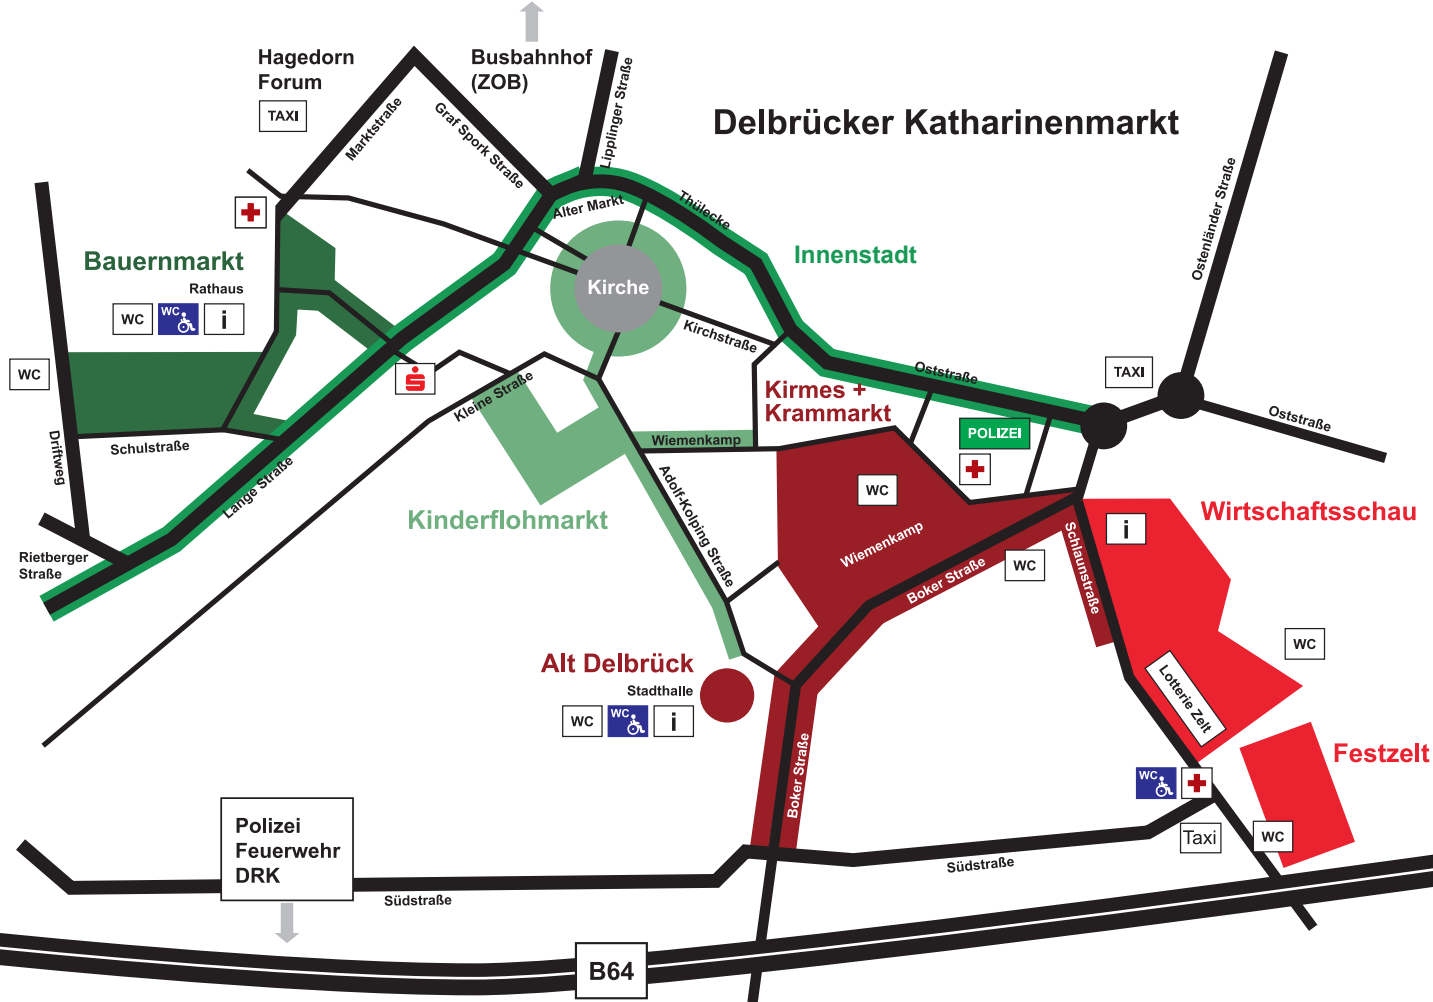 Hagedorn
Forum
TAXI
Busbahnhof
(ZOB)
Delbrücker Katharinenmarkt
Marktstraße
Graf Spork Straße
Lipplinger Straße
Alter Markt
Thülecke
Ostenländer Straße
Innenstadt
Bauernmarkt
Rathaus
WC
WC
i
WC
Kirche
Kirchstraße
Kleine Straße
Kirmes +
Krammarkt
Oststraße
TAXI
Oststraße
POLIZEI
Wiemenkamp
Schulstraße
Driftweg
Lange Straße
Rietberger
Straße
Kinderflohmarkt
Adolf-Kolping Straße
WC
Wiemenkamp
Boker Straße
WC
Schlaunstraße
i
Wirtschaftsschau
WC
Lotterie Zelt
Alt Delbrück
Stadthalle
WC
WC
i
Boker Straße
Festzelt
WC
Taxi
WC
Polizei
Feuerwehr
DRK
Südstraße
Südstraße
B64